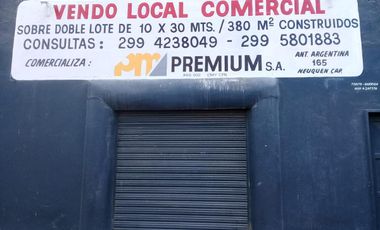 VENDO LOCAL COMERCIAL
SOBRE DOBLE LOTE DE 10 X 30 MTS. / 380 M² CONSTRUIDOS
CONSULTAS: 299 4238049 - 299 5801883
COMERCIALIZA: pm PREMIUM S.A.
ANT. ARGENTINA
165
NEUQUEN CAP.